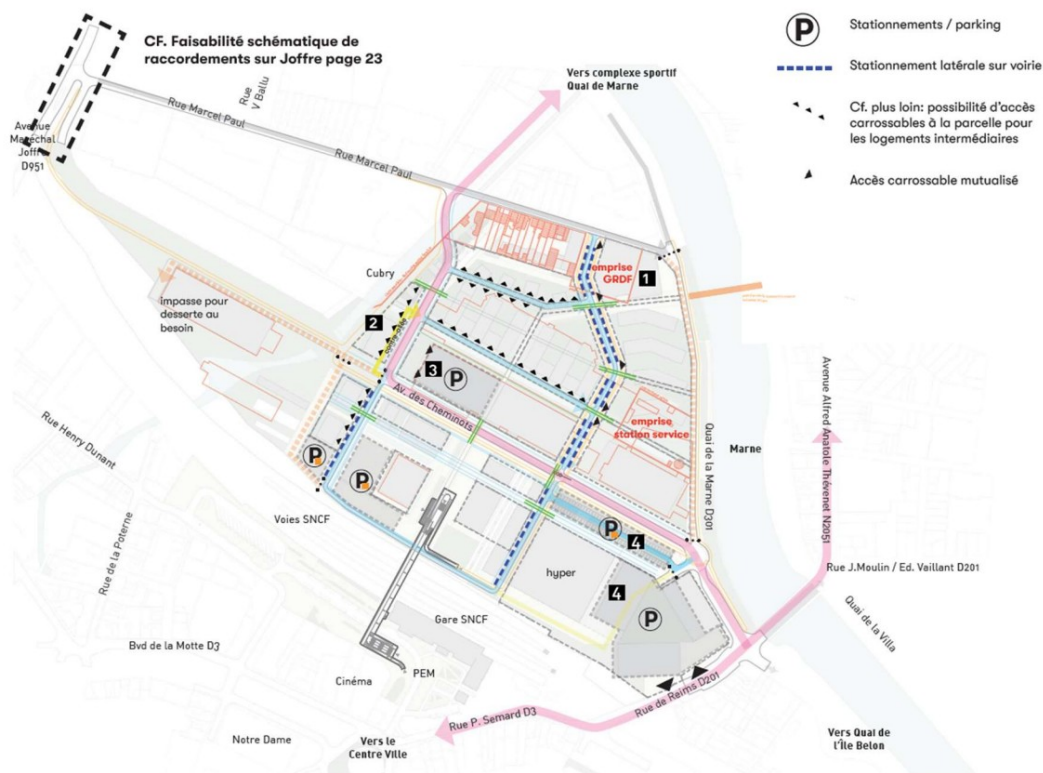 CF. Faisabilité schématique de
raccordements sur Joffre page 23
P
Stationnements / parking
Stationnement latérale sur voirie
Cf. plus loin: possibilité d'accès
carrossables à la parcelle pour
les logements intermédiaires
Accès carrossable mutualisé
Vers complexe sportif
Quai de Marne
Rue
V Ballu
Rue Marcel Paul
Avenue
Maréchal
Joffre
D951
Rue Marcel Paul
Cubry
emprise
GRDF
1
impasse pour
desserte au
besoin
2
3
P
Av. des Cheminots
emprise
station service
Quai de la Marne D301
Marne
Avenue Alfred Anatole Thévenet N2051
Rue Henry Dunant
P
P
Voies SNCF
P
4
Rue de la Poterne
hyper
4
P
Rue J.Moulin / Ed. Vaillant D201
Quai de la Villa
Gare SNCF
Bvd de la Motte D3
PEM
Cinéma
Rue de Reims D201
Rue P. Semard D3
Notre Dame
Vers le
Centre Ville
Vers Quai de
l'Île Belon